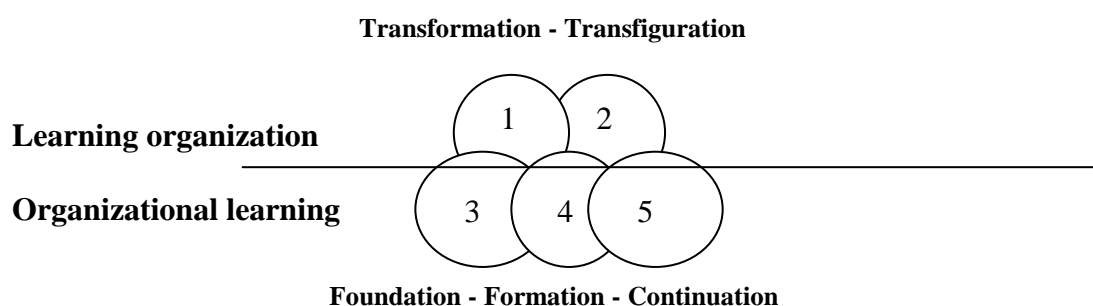 Transformation - Transfiguration
1 2
Learning organization
Organizational learning
3 4 5
Foundation - Formation - Continuation